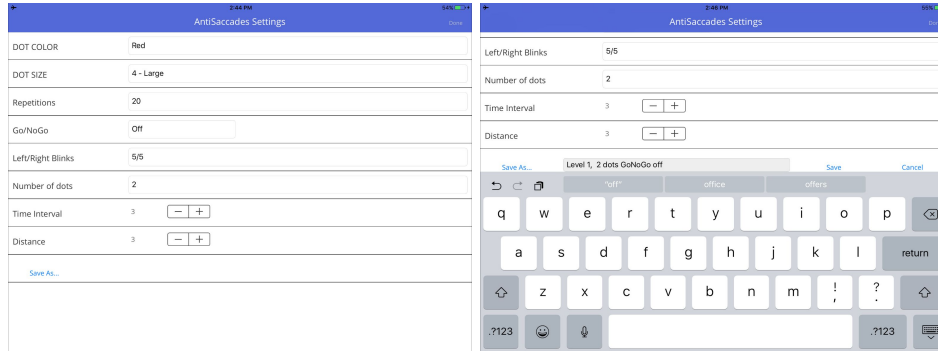 2:44 PM
54%
AntiSaccades Settings
Done
DOT COLOR Red
DOT SIZE 4 - Large
Repetitions 20
Go/NoGo Off
Left/Right Blinks 5/5
Number of dots 2
Time Interval 3 − +
Distance 3 − +
Save As...
2:46 PM
55%
AntiSaccades Settings
Left/Right Blinks 5/5
Number of dots 2
Time Interval 3 − +
Distance 3 − +
Save As... Level 1, 2 dots GoNoGo off Save Cancel
"off" office offers
q w e r t y u i o p
a s d f g h j k l return
z x c v b n m ! , ? .
.?123 .?123